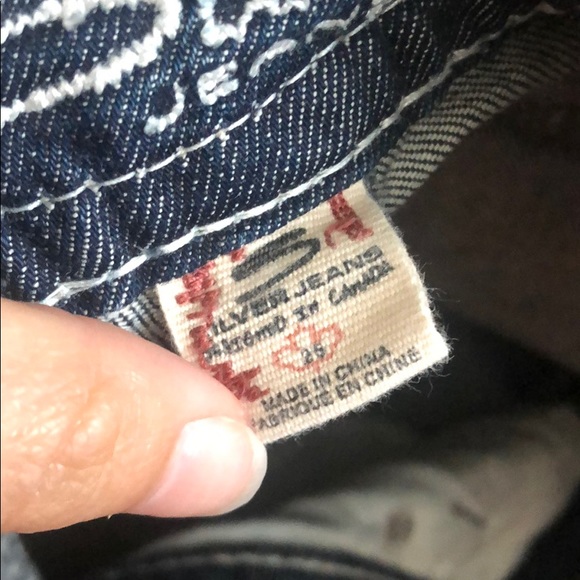 SILVER JEANS
DESIGNED IN CANADA
25
MADE IN CHINA
FABRIQUE EN CHINE